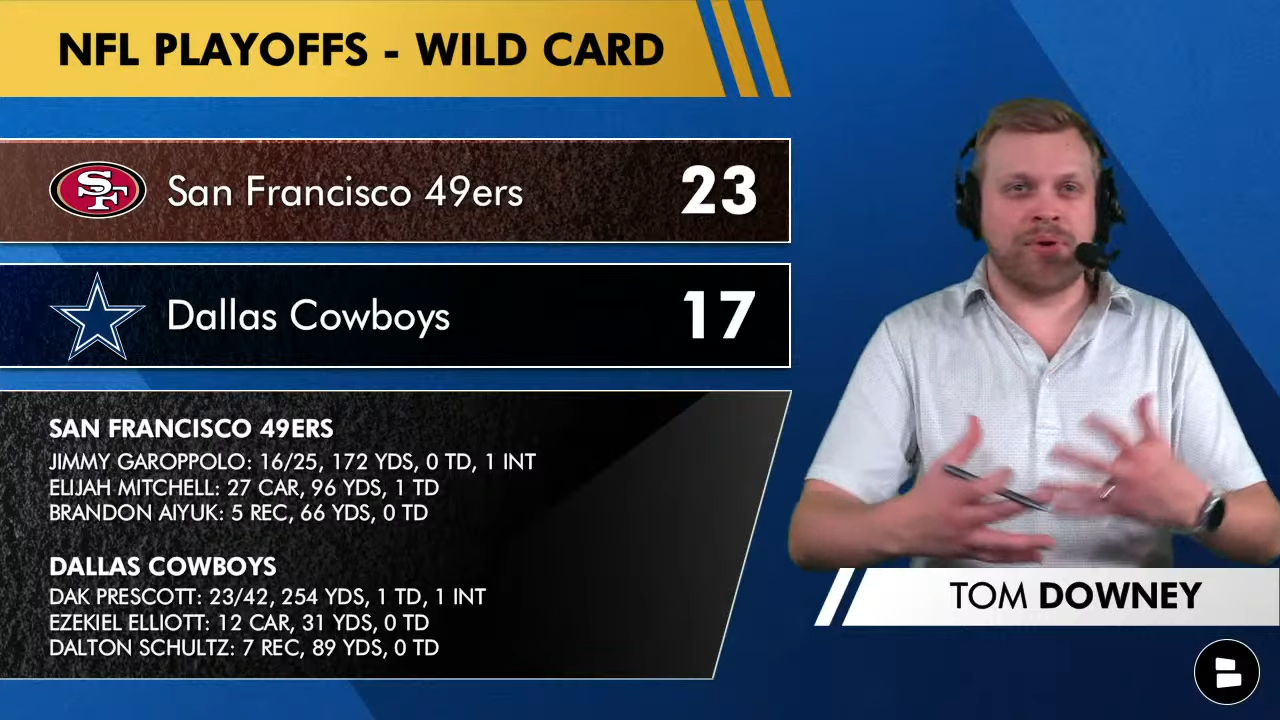 NFL PLAYOFFS - WILD CARD
SF San Francisco 49ers 23
Dallas Cowboys 17
SAN FRANCISCO 49ERS
JIMMY GAROPPOLO: 16/25, 172 YDS, 0 TD, 1 INT
ELIJAH MITCHELL: 27 CAR, 96 YDS, 1 TD
BRANDON AIYUK: 5 REC, 66 YDS, 0 TD
DALLAS COWBOYS
DAK PRESCOTT: 23/42, 254 YDS, 1 TD, 1 INT
EZEKIEL ELLIOTT: 12 CAR, 31 YDS, 0 TD
DALTON SCHULTZ: 7 REC, 89 YDS, 0 TD
TOM DOWNEY